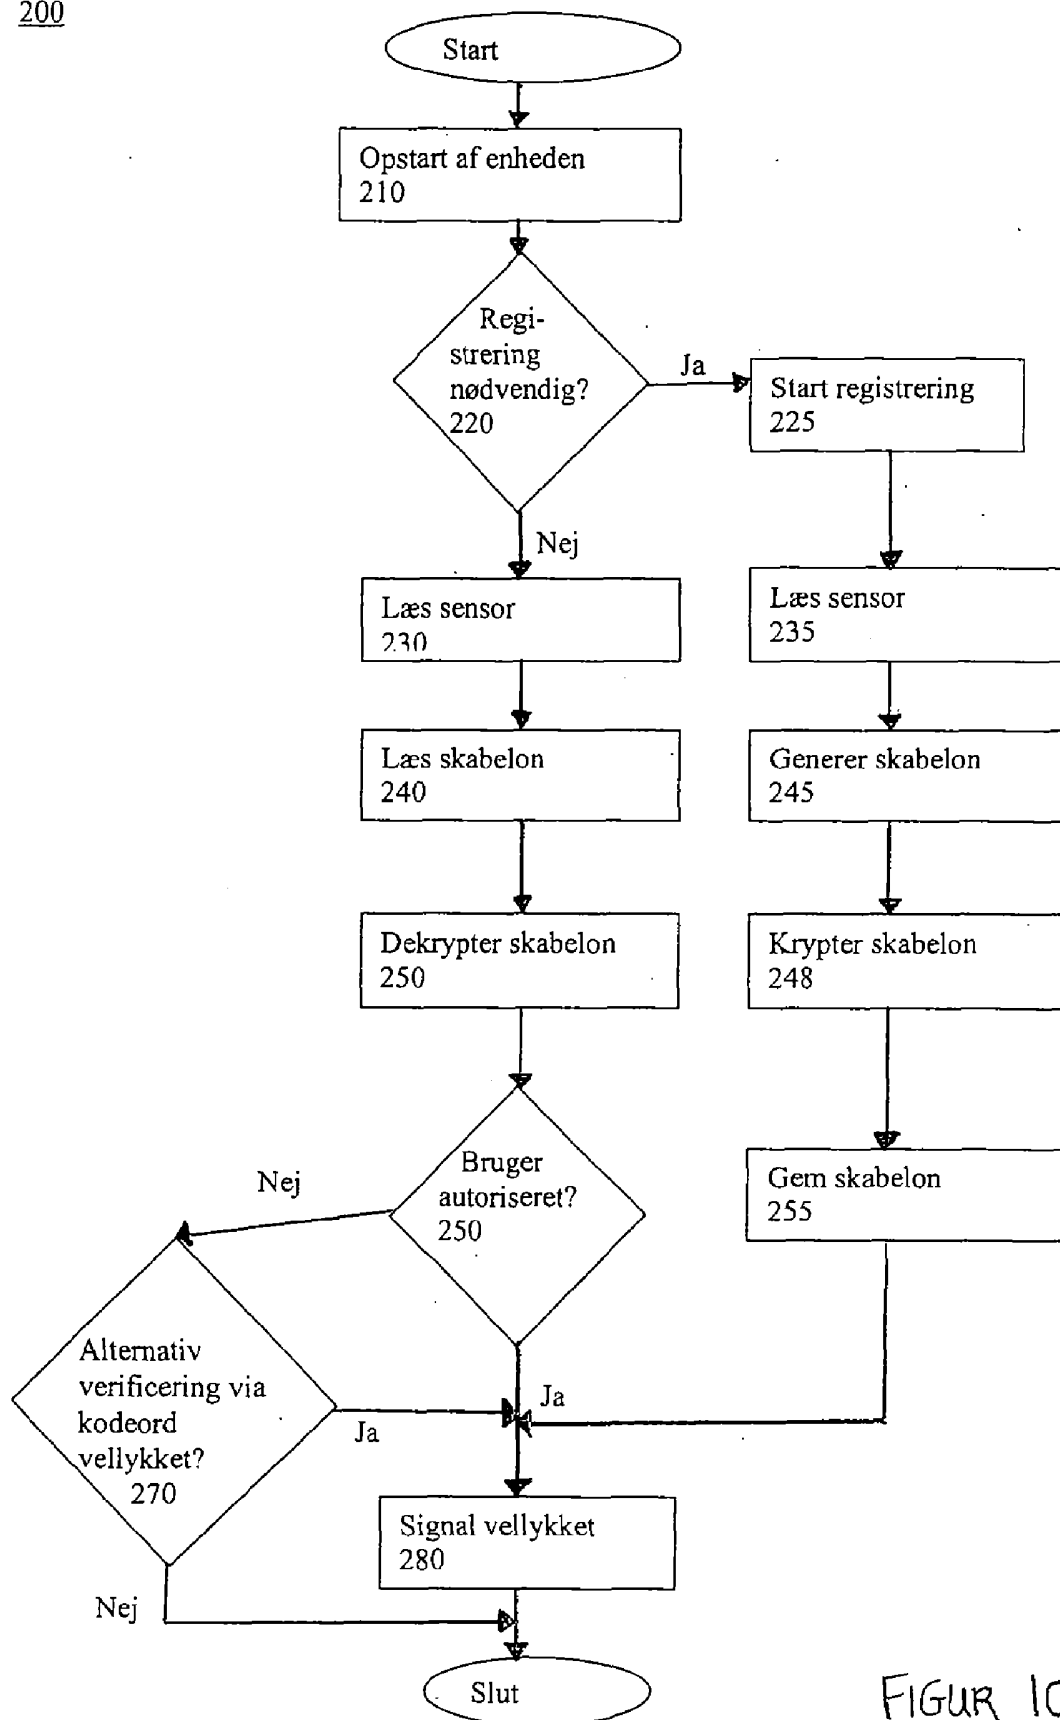 200
Start
Opstart af enheden
210
Regi-
strering
nødvendig?
220
Ja
Start registrering
225
Nej
Læs sensor
230
Læs sensor
235
Læs skabelon
240
Generer skabelon
245
Dekrypter skabelon
250
Krypter skabelon
248
Bruger
autoriseret?
250
Nej
Gem skabelon
255
Alternativ
verificering via
kodeord
vellykket?
270
Ja
Ja
Signal vellykket
280
Nej
Slut
FIGUR